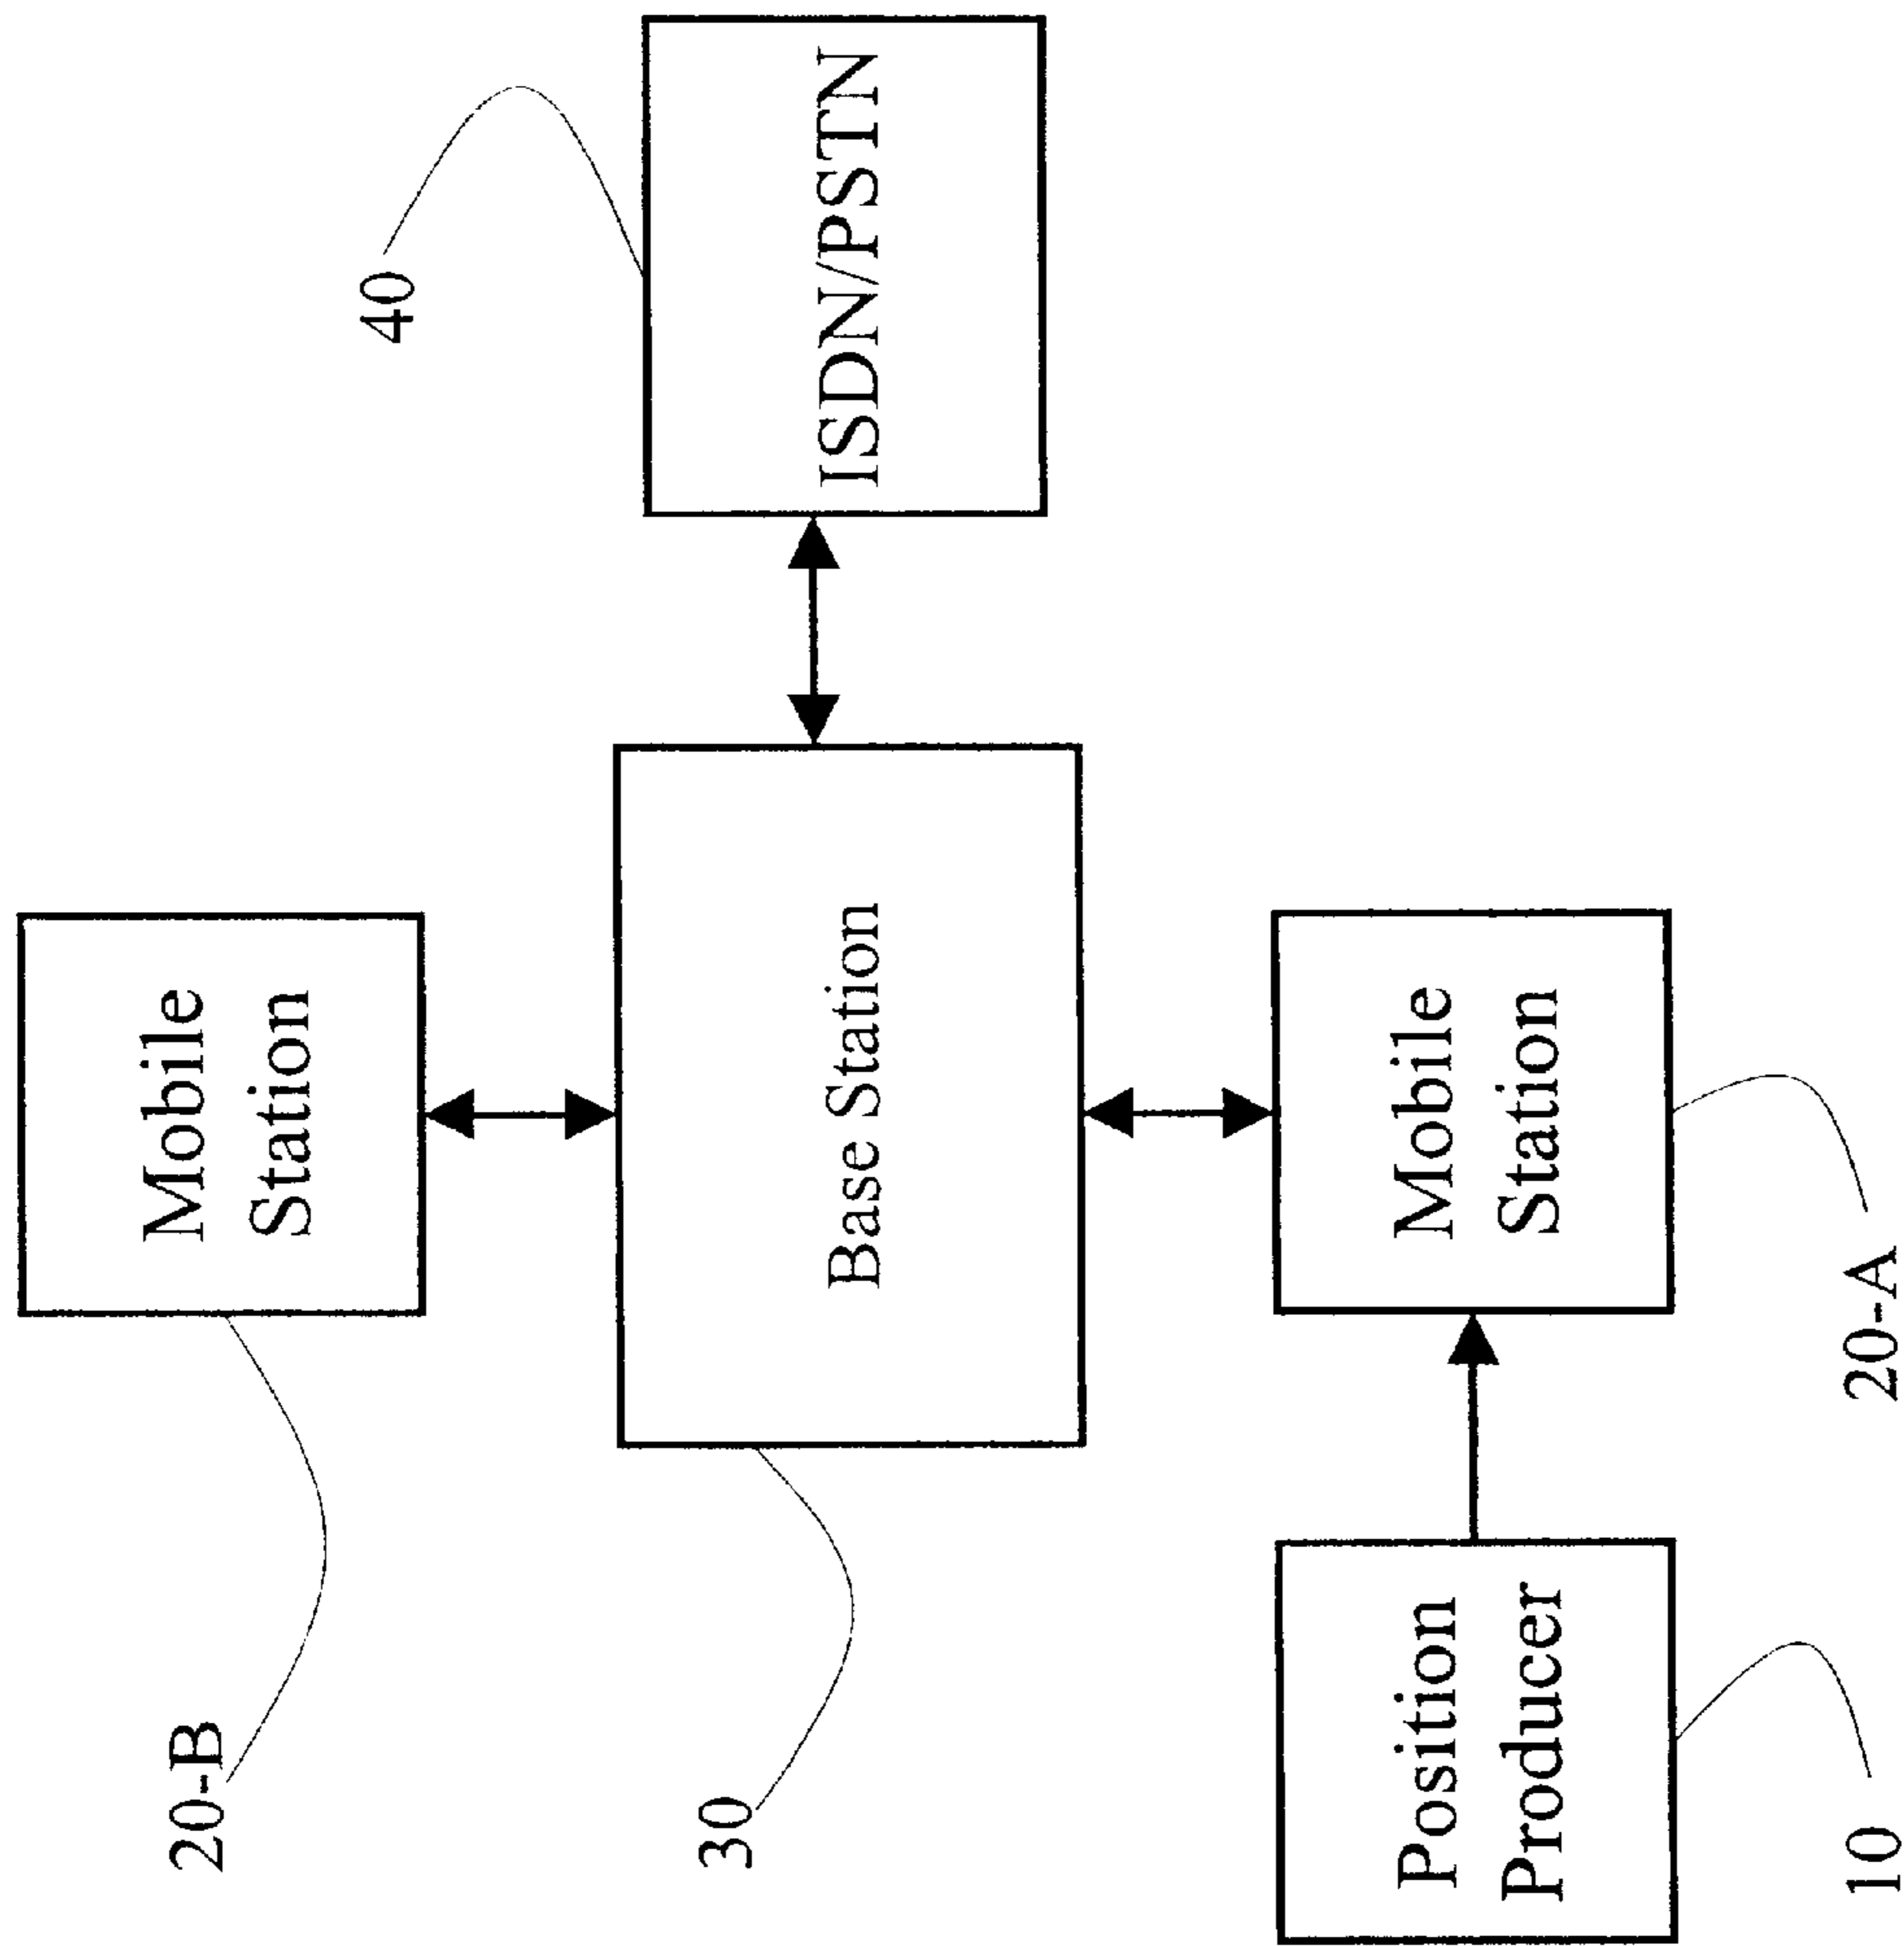 20-B
Mobile
Station
30
Base Station
40
ISDN/PSTN
10
Position
Producer
Mobile
Station
20-A